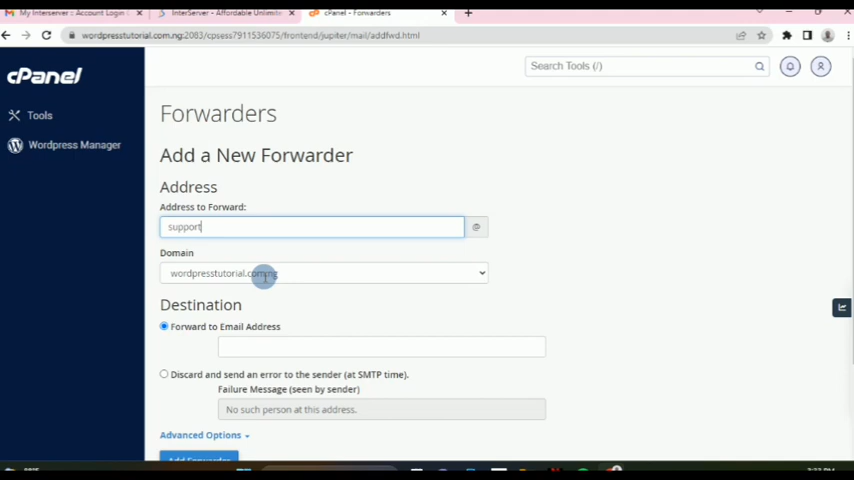 My Interserver :: Account Login
InterServer - Affordable Unlimite
cPanel - Forwarders
wordpresstutorial.com.ng:2083/cpsess7911536075/frontend/jupiter/mail/addfwd.html
cPanel
Search Tools (/)
Tools
Wordpress Manager
Forwarders
Add a New Forwarder
Address
Address to Forward:
support
@
Domain
wordpresstutorial.com.ng
Destination
Forward to Email Address
Discard and send an error to the sender (at SMTP time).
Failure Message (seen by sender)
No such person at this address.
Advanced Options
Add Forwarder